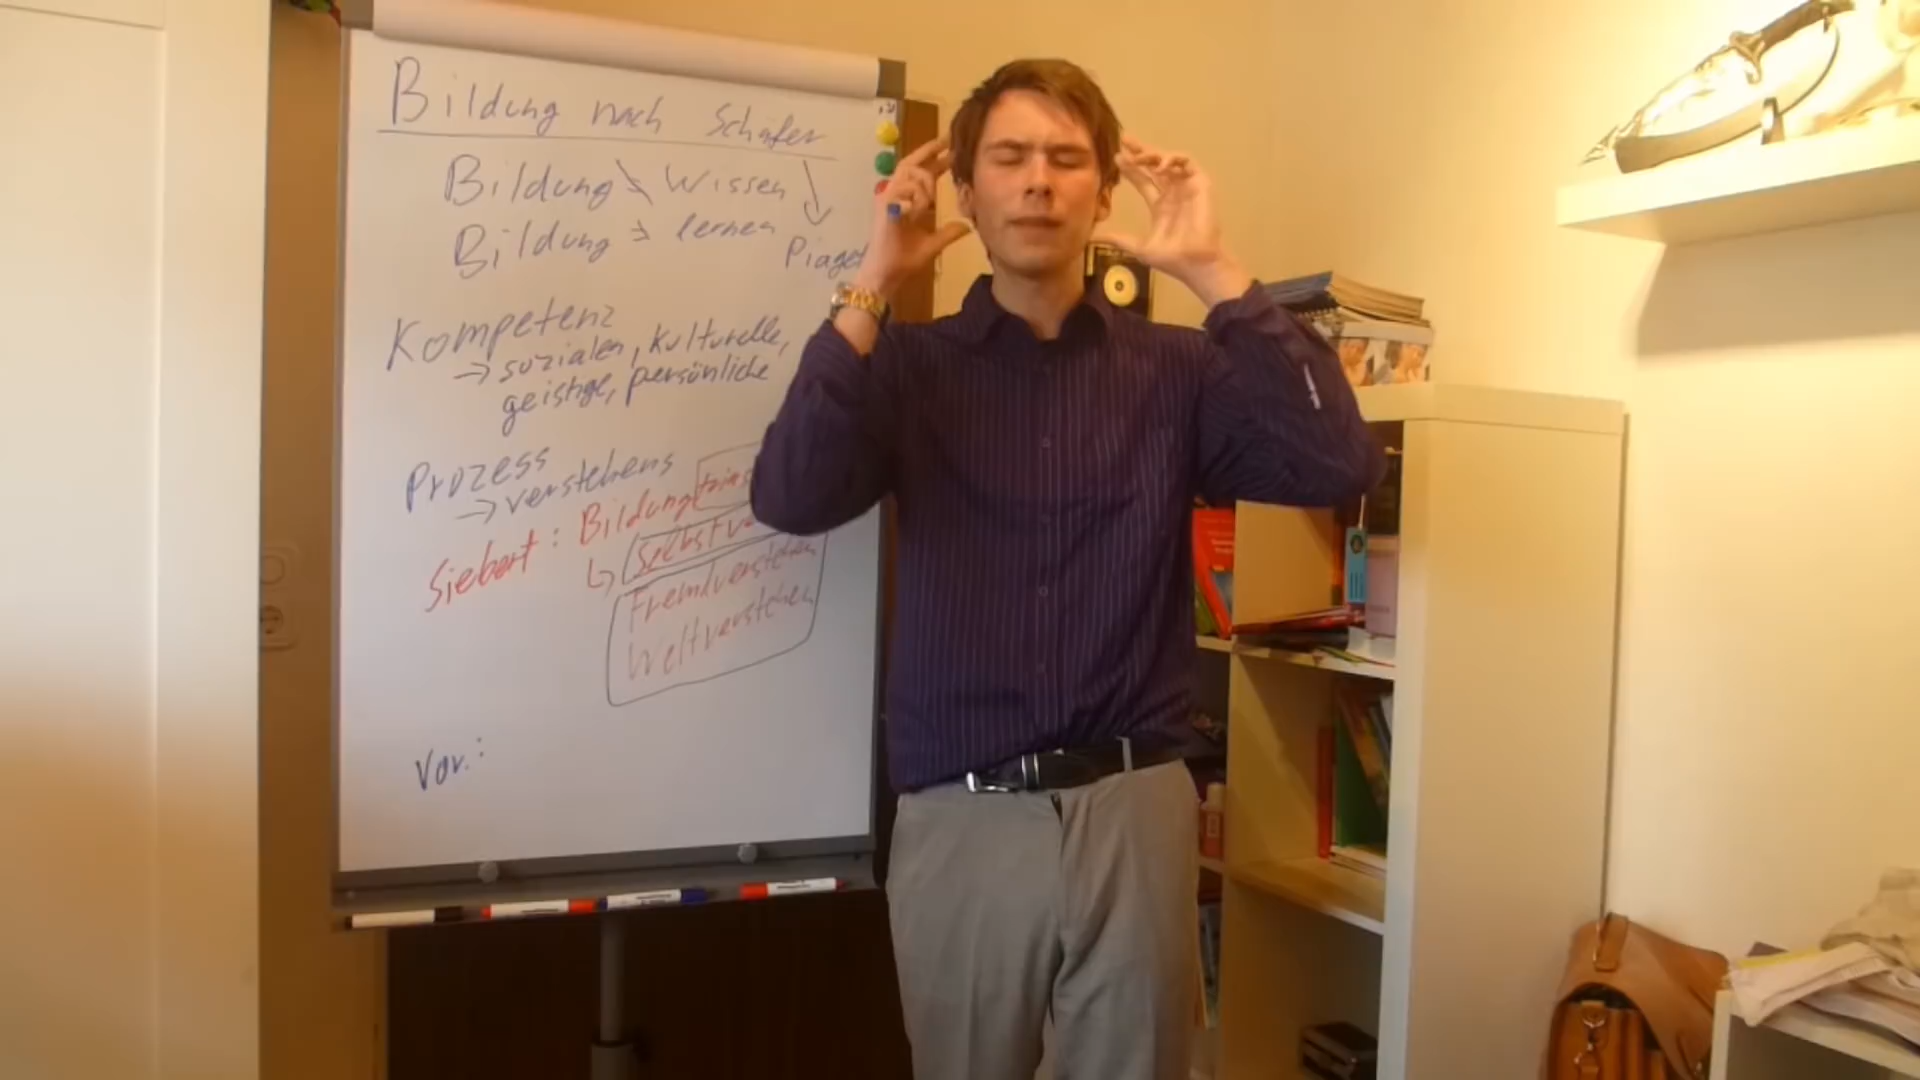 Bildung nach Schäfer
Bildung ≠ Wissen
Bildung ⇒ lernen
Piaget
Kompetenz
→ sozialen, kulturelle,
geistige, persönliche
Prozess
→ verstehens
Siebert: Bildung
↳
Fremdverstehen
Weltverstehen
Vor.: